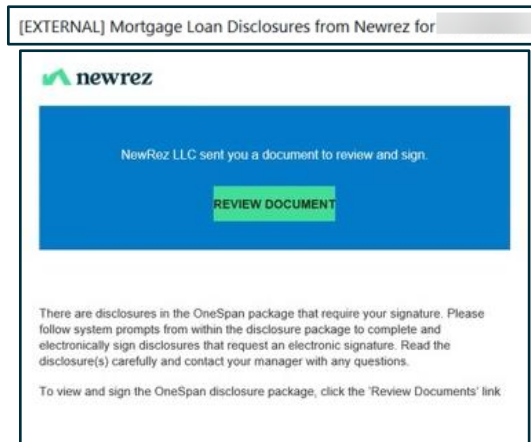 [EXTERNAL] Mortgage Loan Disclosures from Newrez for
newrez
NewRez LLC sent you a document to review and sign.
REVIEW DOCUMENT
There are disclosures in the OneSpan package that require your signature. Please
follow system prompts from within the disclosure package to complete and
electronically sign disclosures that request an electronic signature. Read the
disclosure(s) carefully and contact your manager with any questions.
To view and sign the OneSpan disclosure package, click the 'Review Documents' link